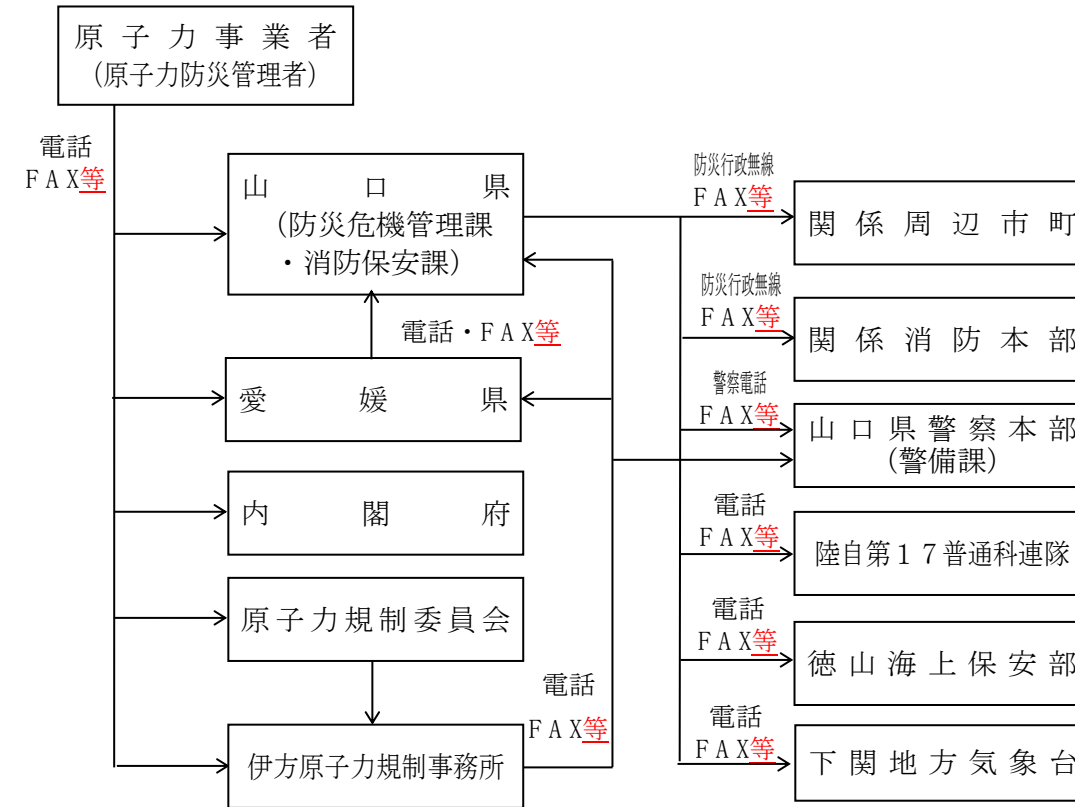 原子力事業者
(原子力防災管理者)
電話
FAX等
山口県
(防災危機管理課
・消防保安課)
電話・FAX等
愛媛県
内閣府
原子力規制委員会
伊方原子力規制事務所
電話
FAX等
防災行政無線
FAX等
関係周辺市町
防災行政無線
FAX等
関係消防本部
警察電話
FAX等
山口県警察本部
(警備課)
電話
FAX等
陸自第17普通科連隊
電話
FAX等
徳山海上保安部
電話
FAX等
下関地方気象台